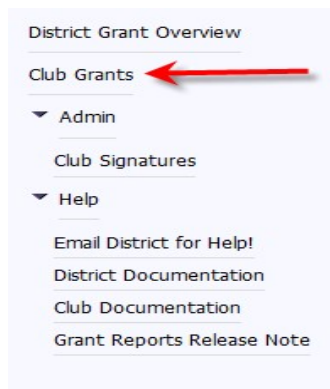 District Grant Overview
Club Grants
Admin
Club Signatures
Help
Email District for Help!
District Documentation
Club Documentation
Grant Reports Release Note